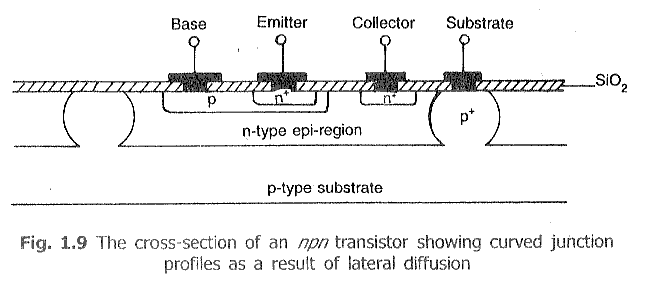 Base Emitter Collector Substrate
SiO₂
p n⁺ n⁺ p⁺
n-type epi-region
p-type substrate
Fig. 1.9 The cross-section of an npn transistor showing curved junction
profiles as a result of lateral diffusion